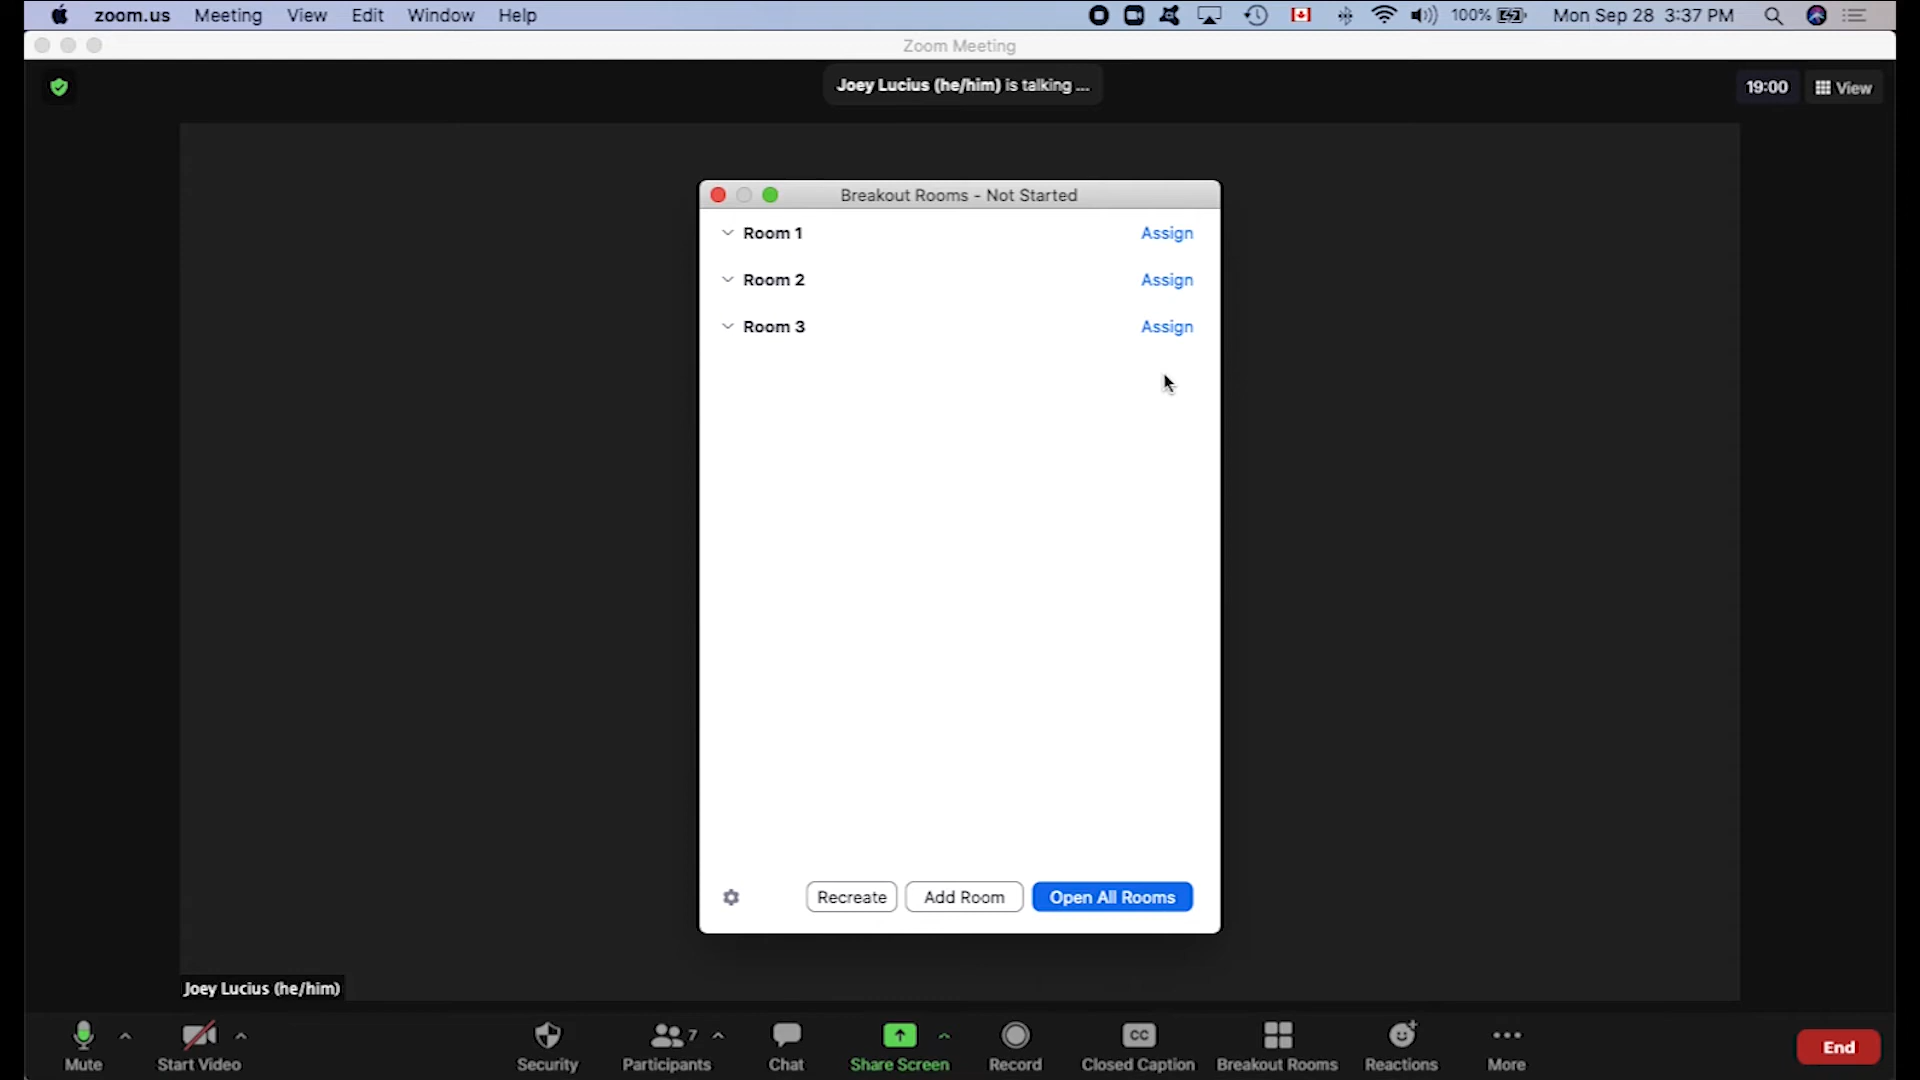 zoom.us Meeting View Edit Window Help 100% Mon Sep 28 3:37 PM
Zoom Meeting
Joey Lucius (he/him) is talking ...
19:00 View
Breakout Rooms - Not Started
Room 1 Assign
Room 2 Assign
Room 3 Assign
Recreate Add Room Open All Rooms
Joey Lucius (he/him)
7
CC
Mute Start Video Security Participants Chat Share Screen Record Closed Caption Breakout Rooms Reactions More End